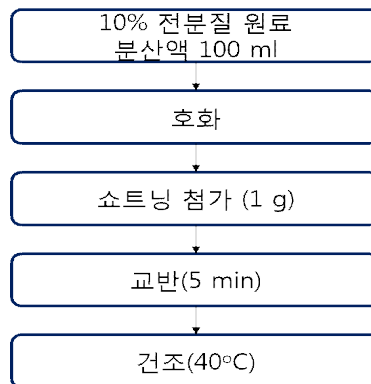 10% 전분질 원료
분산액 100 ml
호화
쇼트닝 첨가 (1 g)
교반(5 min)
건조(40℃)